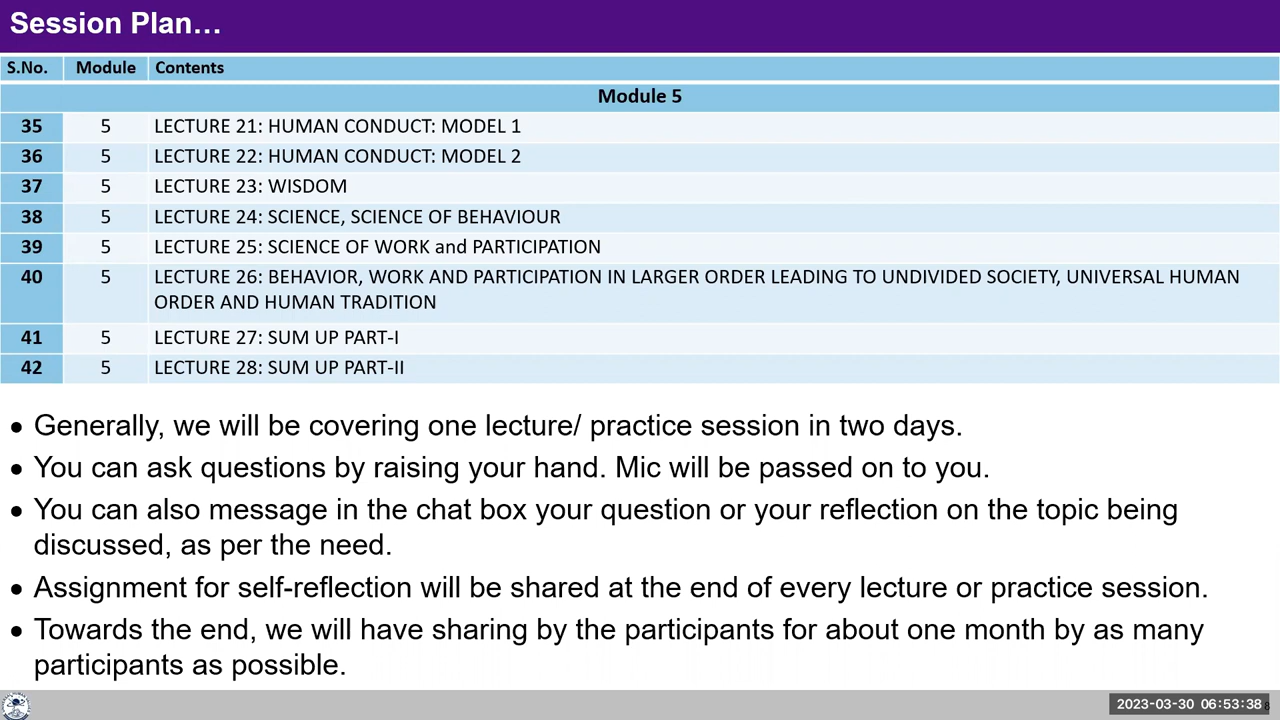 Session Plan...
S.No. Module Contents
Module 5
35 5 LECTURE 21: HUMAN CONDUCT: MODEL 1
36 5 LECTURE 22: HUMAN CONDUCT: MODEL 2
37 5 LECTURE 23: WISDOM
38 5 LECTURE 24: SCIENCE, SCIENCE OF BEHAVIOUR
39 5 LECTURE 25: SCIENCE OF WORK and PARTICIPATION
40 5 LECTURE 26: BEHAVIOR, WORK AND PARTICIPATION IN LARGER ORDER LEADING TO UNDIVIDED SOCIETY, UNIVERSAL HUMAN
ORDER AND HUMAN TRADITION
41 5 LECTURE 27: SUM UP PART-I
42 5 LECTURE 28: SUM UP PART-II
• Generally, we will be covering one lecture/ practice session in two days.
• You can ask questions by raising your hand. Mic will be passed on to you.
• You can also message in the chat box your question or your reflection on the topic being
discussed, as per the need.
• Assignment for self-reflection will be shared at the end of every lecture or practice session.
• Towards the end, we will have sharing by the participants for about one month by as many
participants as possible.
2023-03-30 06:53:38
8